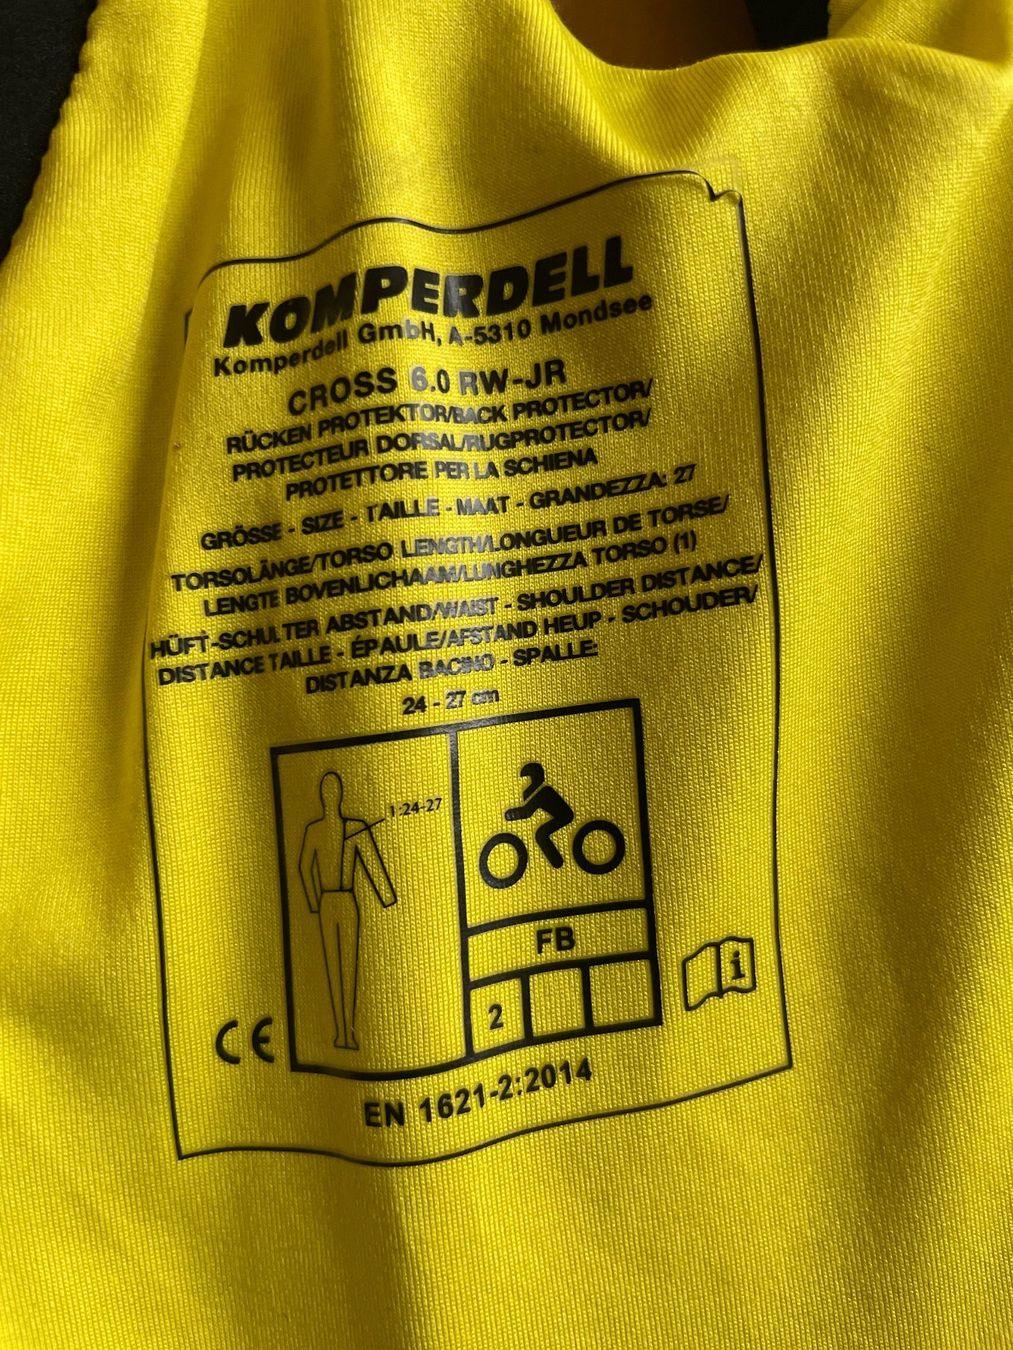 KOMPERDELL
Komperdell GmbH, A-5310 Mondsee
CROSS 6.0 RW-JR
RÜCKEN PROTEKTOR/BACK PROTECTOR/
PROTECTEUR DORSAL/RUGPROTECTOR/
PROTETTORE PER LA SCHIENA
GRÖSSE - SIZE - TAILLE - MAAT - GRANDEZZA: 27
TORSOLÄNGE/TORSO LENGTH/LONGUEUR DE TORSE/
LENGTE BOVENLICHAAM/LUNGHEZZA TORSO (1)
HÜFT-SCHULTER ABSTAND/WAIST - SHOULDER DISTANCE/
DISTANCE TAILLE - ÉPAULE/AFSTAND HEUP - SCHOUDER/
DISTANZA BACINO - SPALLE:
24 - 27 cm
1:24-27
FB
2
i
CE
EN 1621-2:2014